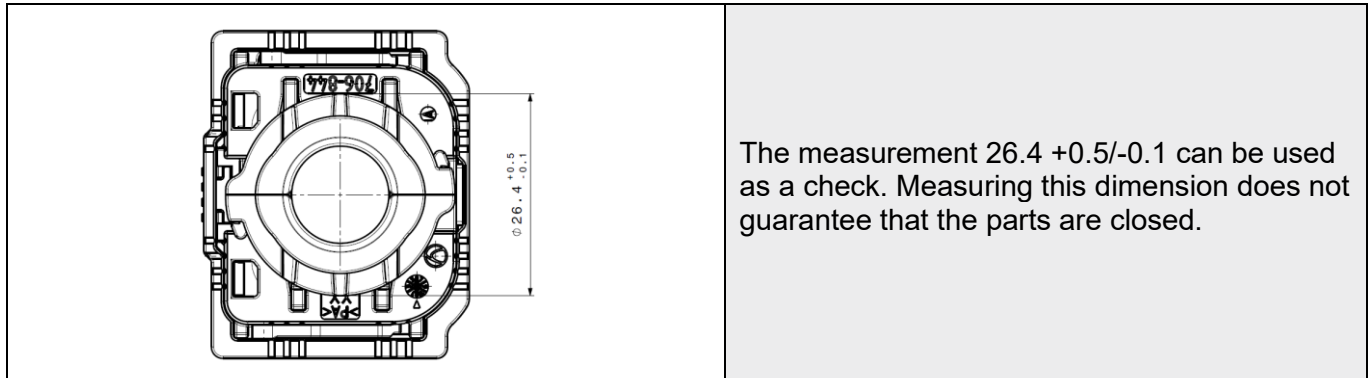 706-844
⌀26.4 +0.5
-0.1
>PA<
The measurement 26.4 +0.5/-0.1 can be used
as a check. Measuring this dimension does not
guarantee that the parts are closed.